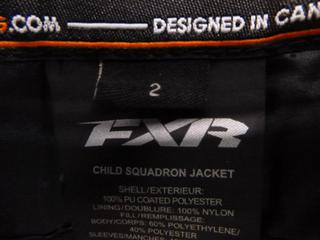 S.COM — DESIGNED IN CAN
2
FXR
CHILD SQUADRON JACKET
SHELL/EXTERIEUR:
100% PU COATED POLYESTER
LINING/DOUBLURE: 100% NYLON
FILL/REMPLISSAGE:
BODY/CORPS: 60% POLYETHYLENE/
40% POLYESTER